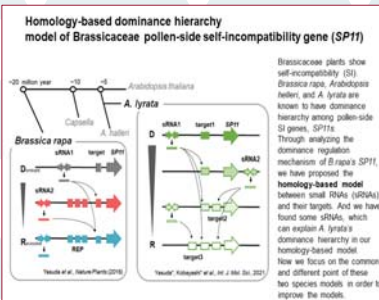 Homology-based dominance hierarchy
model of Brassicaceae pollen-side self-incompatibility gene (SP11)
~20 million year
~10
~5
Arabidopsis thaliana
A. lyrata
Capsella
A. halleri
Brassica rapa
sRNA1
target
SP11
D
sRNA2
R
REP
Yasuda et al., Nature Plants (2016)
sRNA1
target1
SP11
D
sRNA2
target2
R
target3
Yasuda*, Kobayashi* et al., Int. J. Mol. Sci., 2021
Brassicaceae plants show
self-incompatibility (SI).
Brassica rapa, Arabidopsis
helleri, and A. lyrata are
known to have dominance
hierarchy among pollen-side
SI genes, SP11s.
Through analyzing the
dominance regulation
mechanism of B.rapa's SP11,
we have proposed the
homology-based model
between small RNAs (sRNAs)
and their targets. And we have
found some sRNAs, which
can explain A. lyrata's
dominance hierarchy in our
homology-based model.
Now we focus on the common
and different point of these
two species models in order to
improve the models.